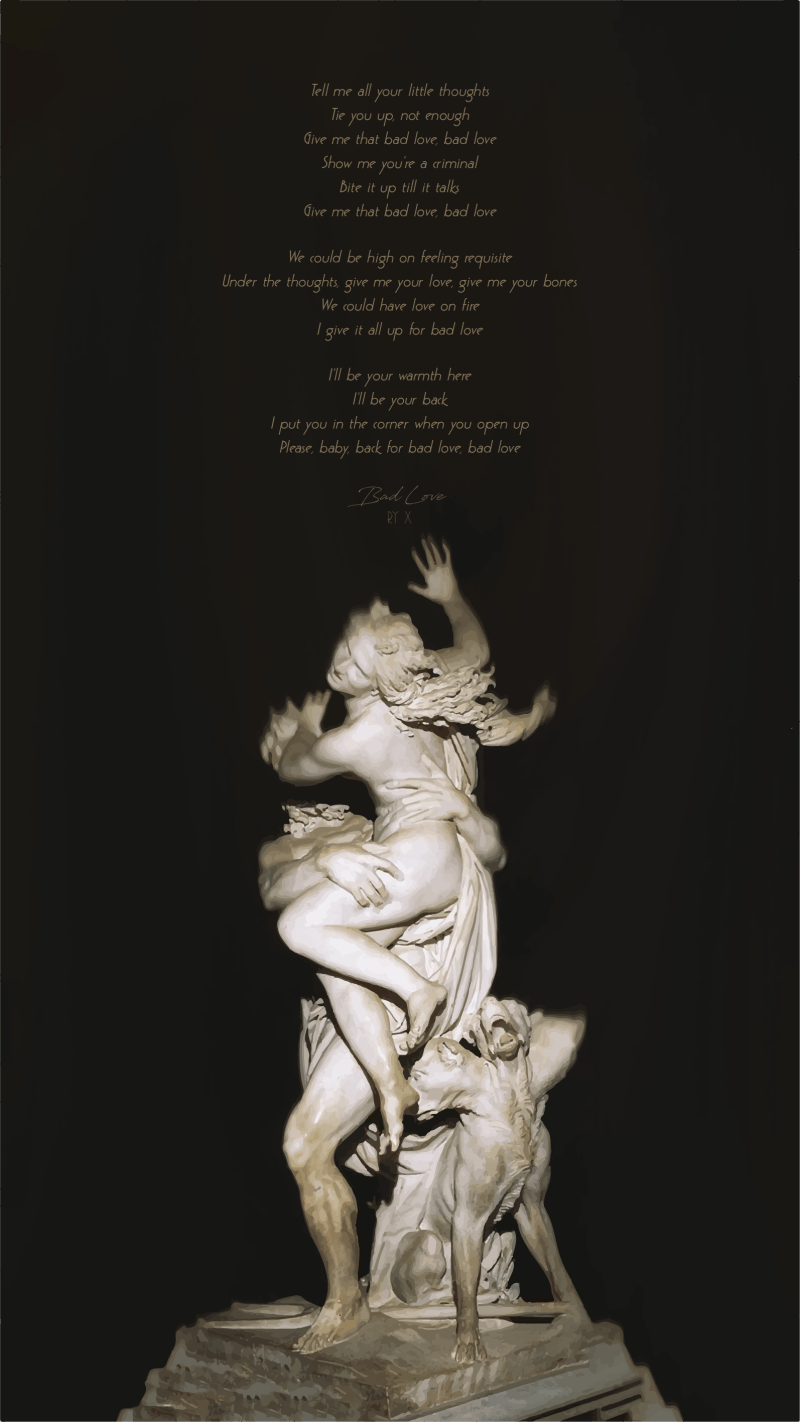 Tell me all your little thoughts
Tie you up, not enough
Give me that bad love, bad love
Show me you're a criminal
Bite it up till it talks
Give me that bad love, bad love
We could be high on feeling requisite
Under the thoughts, give me your love, give me your bones
We could have love on fire
I give it all up for bad love
I'll be your warmth here
I'll be your back
I put you in the corner when you open up
Please, baby, back for bad love, bad love
Bad Love
RY X